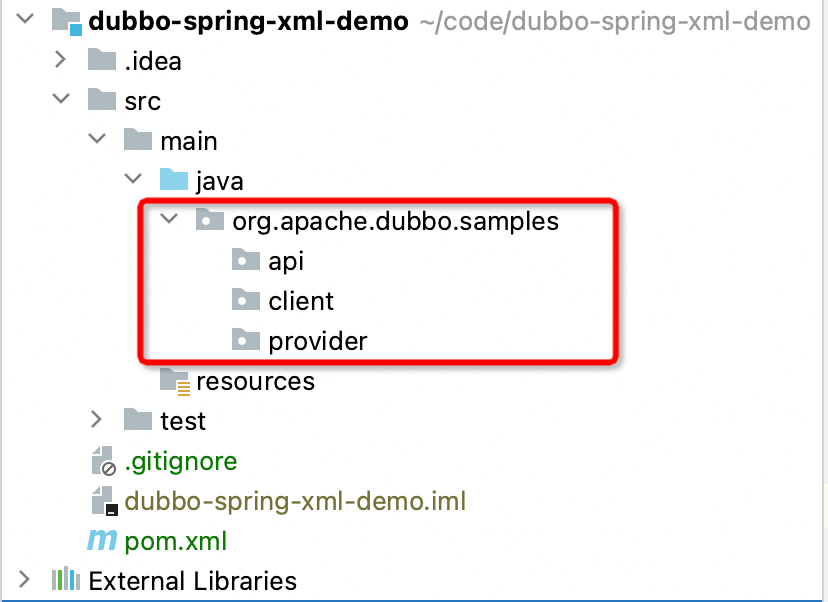 dubbo-spring-xml-demo ~/code/dubbo-spring-xml-demo
.idea
src
main
java
org.apache.dubbo.samples
api
client
provider
resources
test
.gitignore
dubbo-spring-xml-demo.iml
m pom.xml
External Libraries